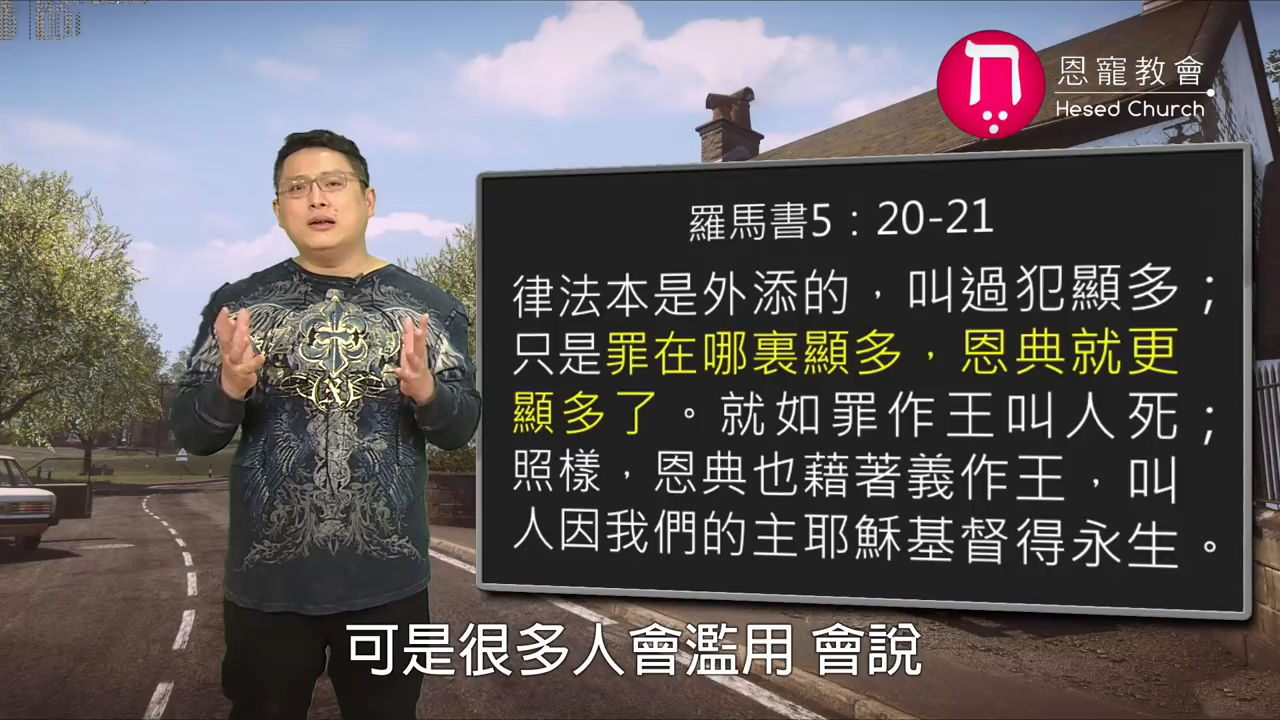 恩寵教會
Hesed Church
羅馬書5：20-21
律法本是外添的，叫過犯顯多；
只是罪在哪裏顯多，恩典就更
顯多了。就如罪作王叫人死；
照樣，恩典也藉著義作王，叫
人因我們的主耶穌基督得永生。
可是很多人會濫用 會說